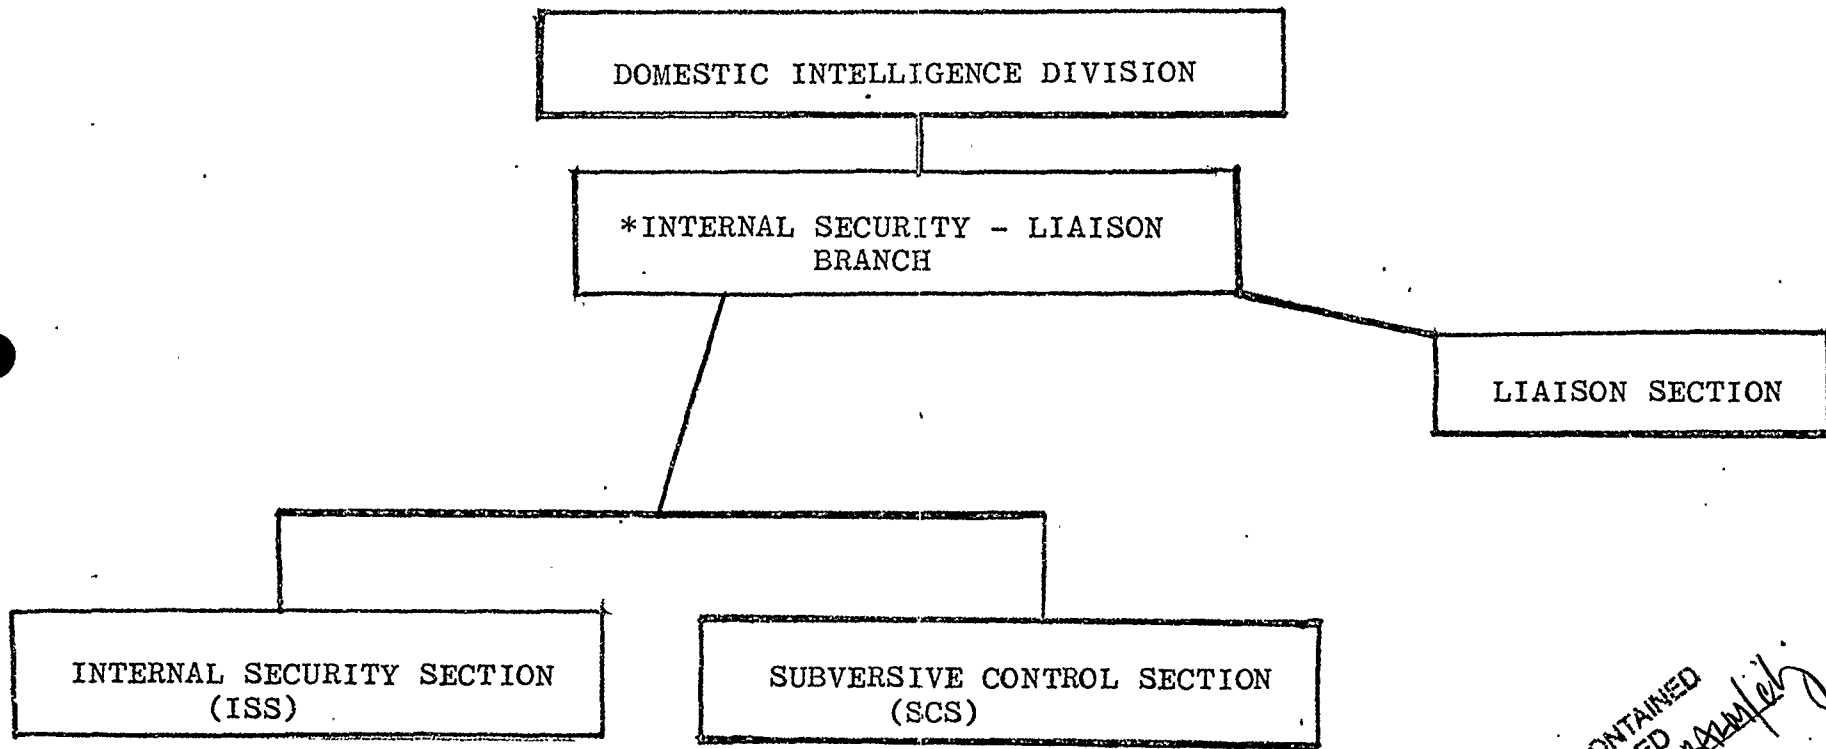 DOMESTIC INTELLIGENCE DIVISION
*INTERNAL SECURITY - LIAISON
BRANCH
LIAISON SECTION
INTERNAL SECURITY SECTION
(ISS)
SUBVERSIVE CONTROL SECTION
(SCS)